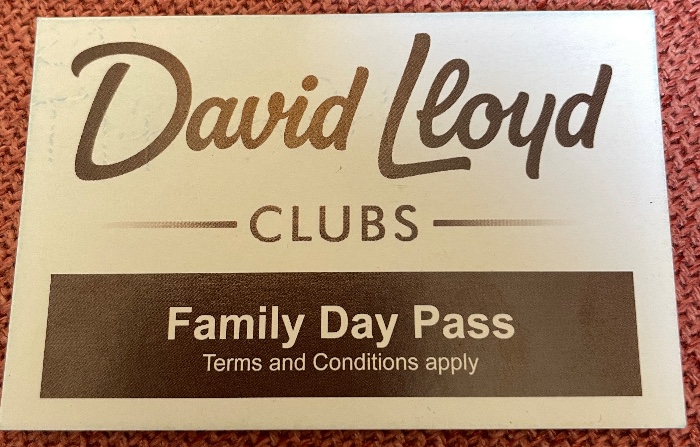 David Lloyd
CLUBS
Family Day Pass
Terms and Conditions apply